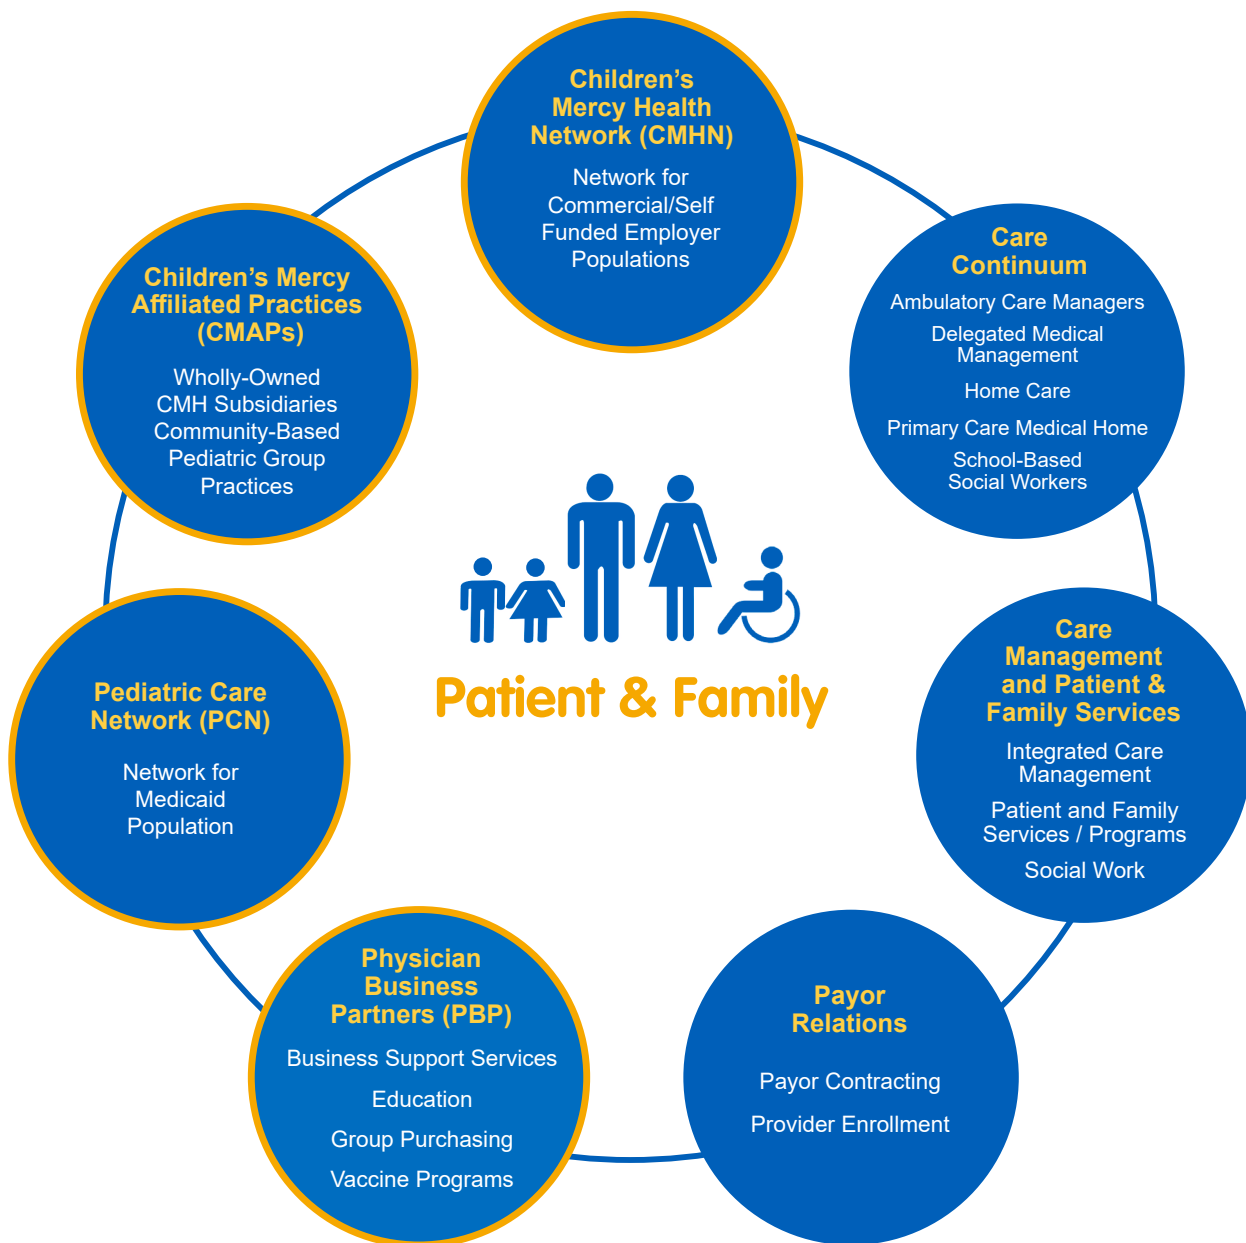 Children’s
Mercy Health
Network (CMHN)
Network for
Commercial/Self
Funded Employer
Populations
Care
Continuum
Ambulatory Care Managers
Delegated Medical
Management
Home Care
Primary Care Medical Home
School-Based
Social Workers
Care
Management
and Patient &
Family Services
Integrated Care
Management
Patient and Family
Services / Programs
Social Work
Payor
Relations
Payor Contracting
Provider Enrollment
Physician
Business
Partners (PBP)
Business Support Services
Education
Group Purchasing
Vaccine Programs
Pediatric Care
Network (PCN)
Network for
Medicaid
Population
Children’s Mercy
Affiliated Practices
(CMAPs)
Wholly-Owned
CMH Subsidiaries
Community-Based
Pediatric Group
Practices
Patient & Family